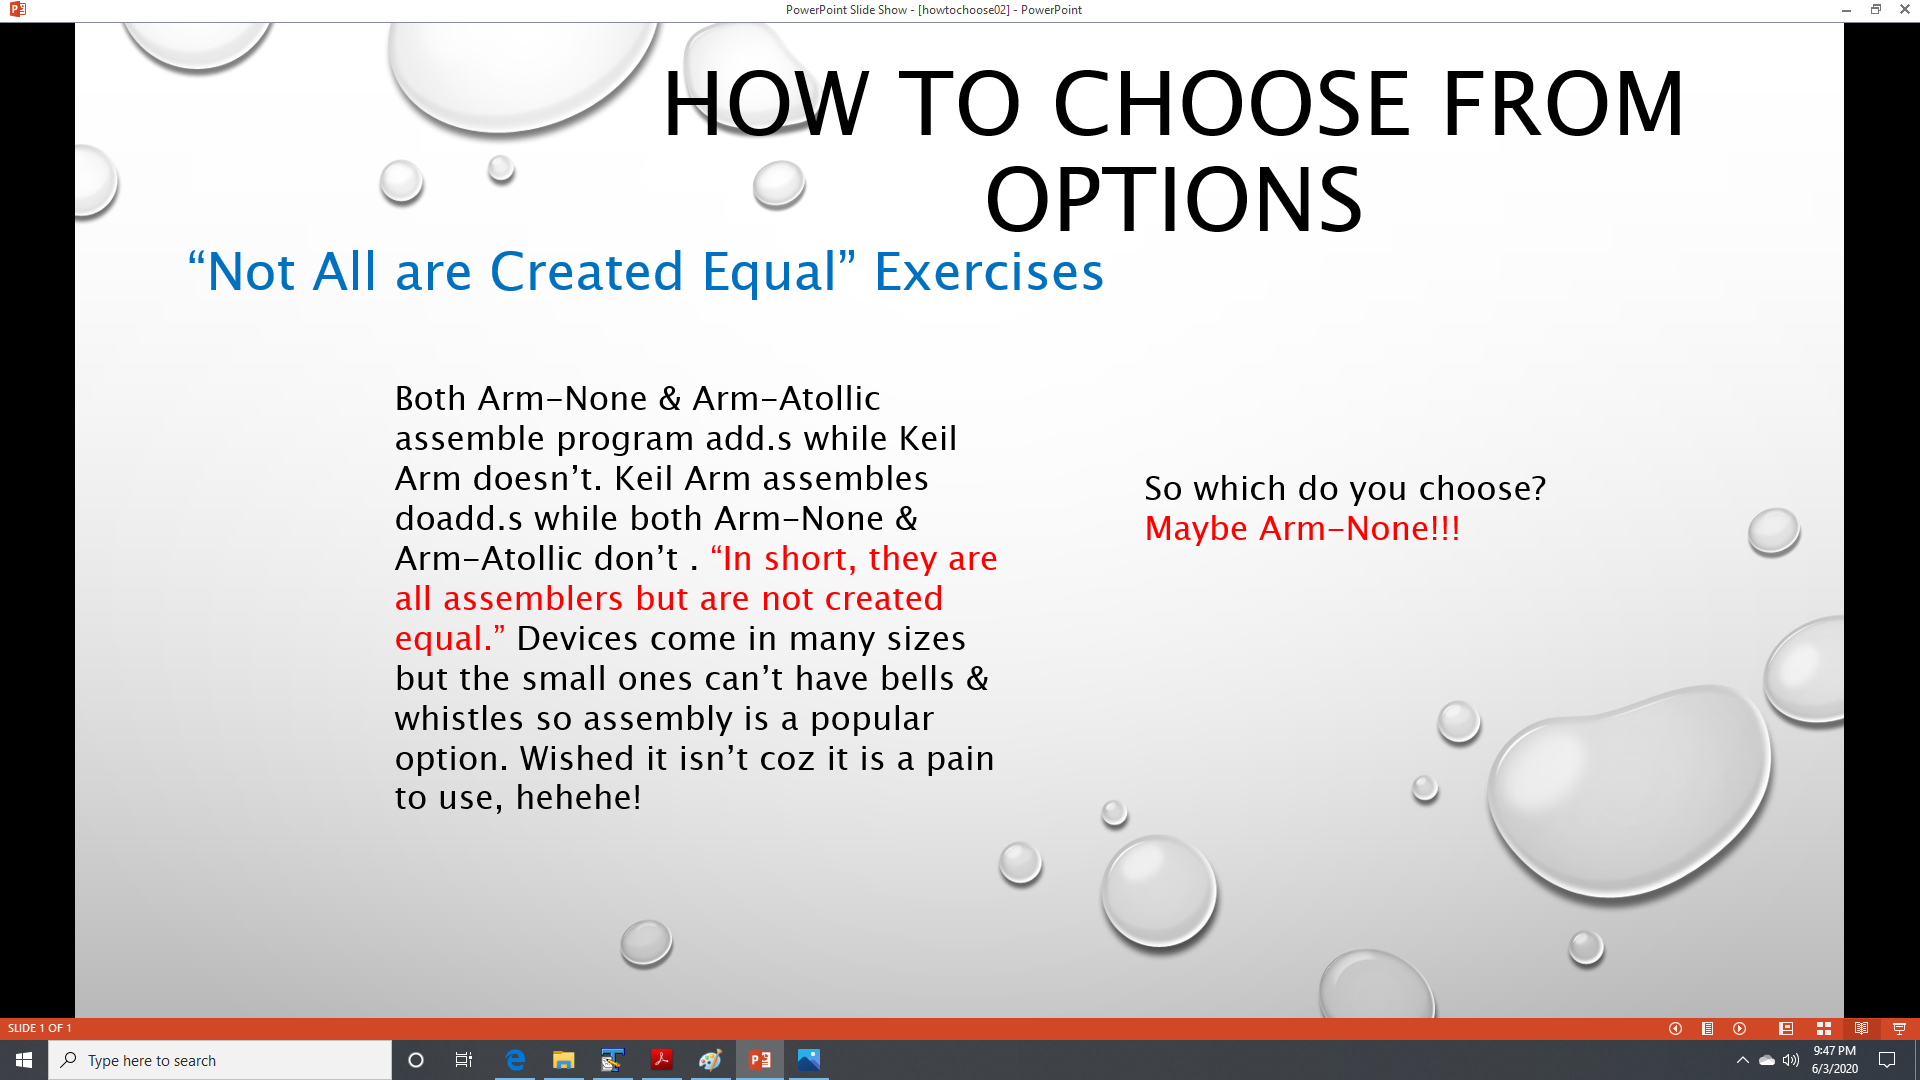 PowerPoint Slide Show - [howtochoose02] - PowerPoint
HOW TO CHOOSE FROM
OPTIONS
“Not All are Created Equal” Exercises
Both Arm-None & Arm-Atollic
assemble program add.s while Keil
Arm doesn’t. Keil Arm assembles
doadd.s while both Arm-None &
Arm-Atollic don’t . “In short, they are
all assemblers but are not created
equal.” Devices come in many sizes
but the small ones can’t have bells &
whistles so assembly is a popular
option. Wished it isn’t coz it is a pain
to use, hehehe!
So which do you choose?
Maybe Arm-None!!!
SLIDE 1 OF 1
Type here to search
9:47 PM
6/3/2020